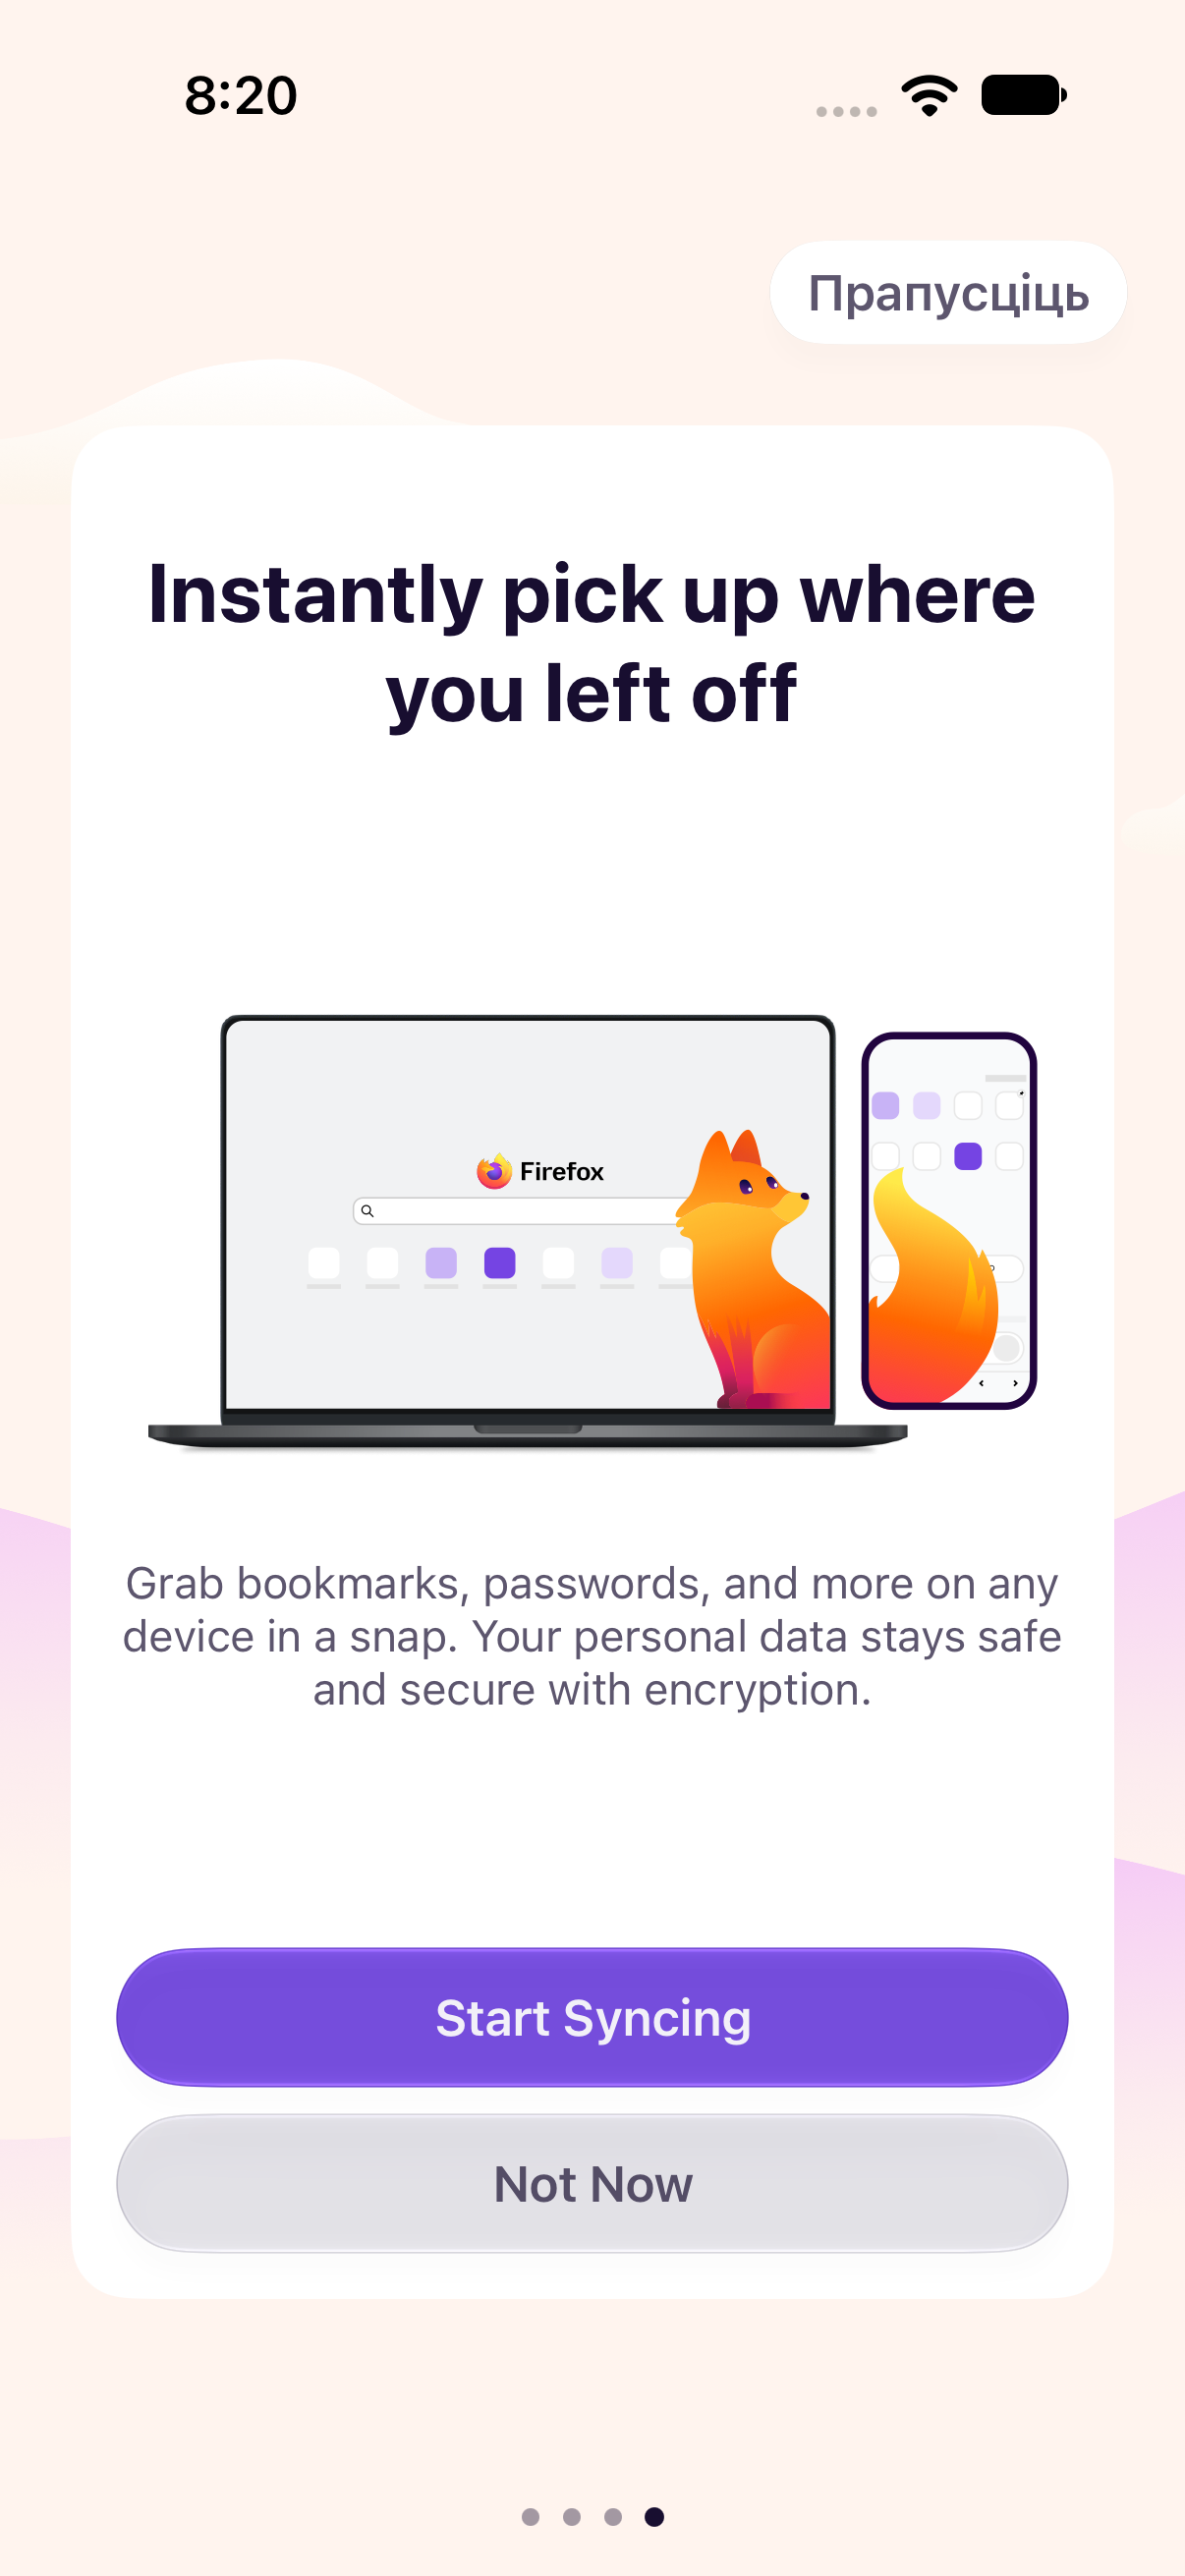 8:20
Прапусціць
Instantly pick up where
you left off
Firefox
Grab bookmarks, passwords, and more on any
device in a snap. Your personal data stays safe
and secure with encryption.
Start Syncing
Not Now